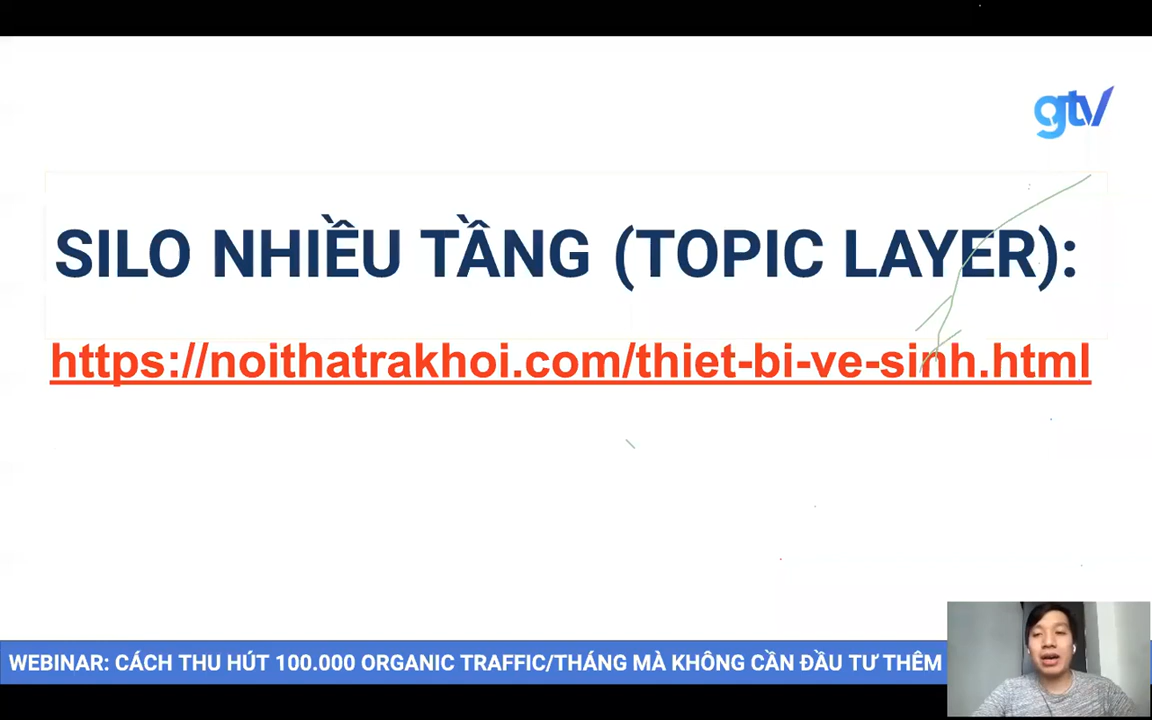 gtv
SILO NHIỀU TẦNG (TOPIC LAYER):
https://noithatrakhoi.com/thiet-bi-ve-sinh.html
WEBINAR: CÁCH THU HÚT 100.000 ORGANIC TRAFFIC/THÁNG MÀ KHÔNG CẦN ĐẦU TƯ THÊM